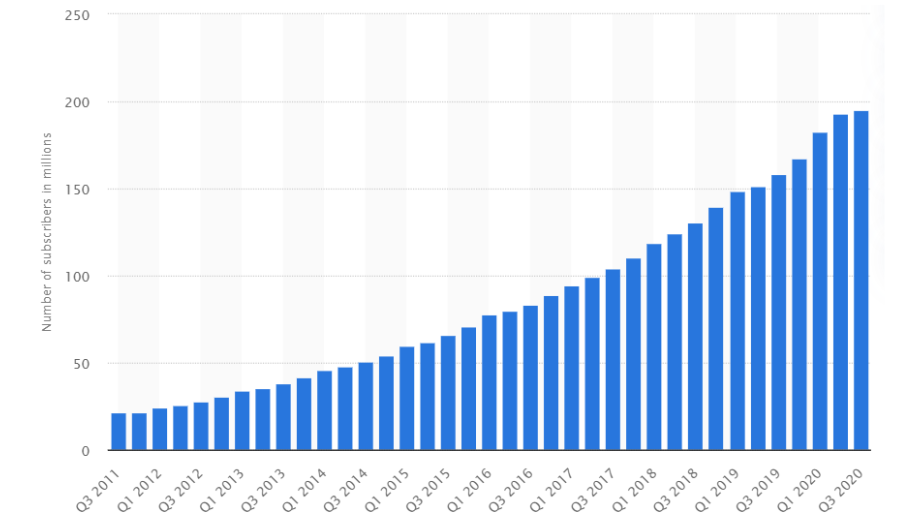 250
200
150
100
50
0
Number of subscribers in millions
Q3 2011
Q1 2012
Q3 2012
Q1 2013
Q3 2013
Q1 2014
Q3 2014
Q1 2015
Q3 2015
Q1 2016
Q3 2016
Q1 2017
Q3 2017
Q1 2018
Q3 2018
Q1 2019
Q3 2019
Q1 2020
Q3 2020